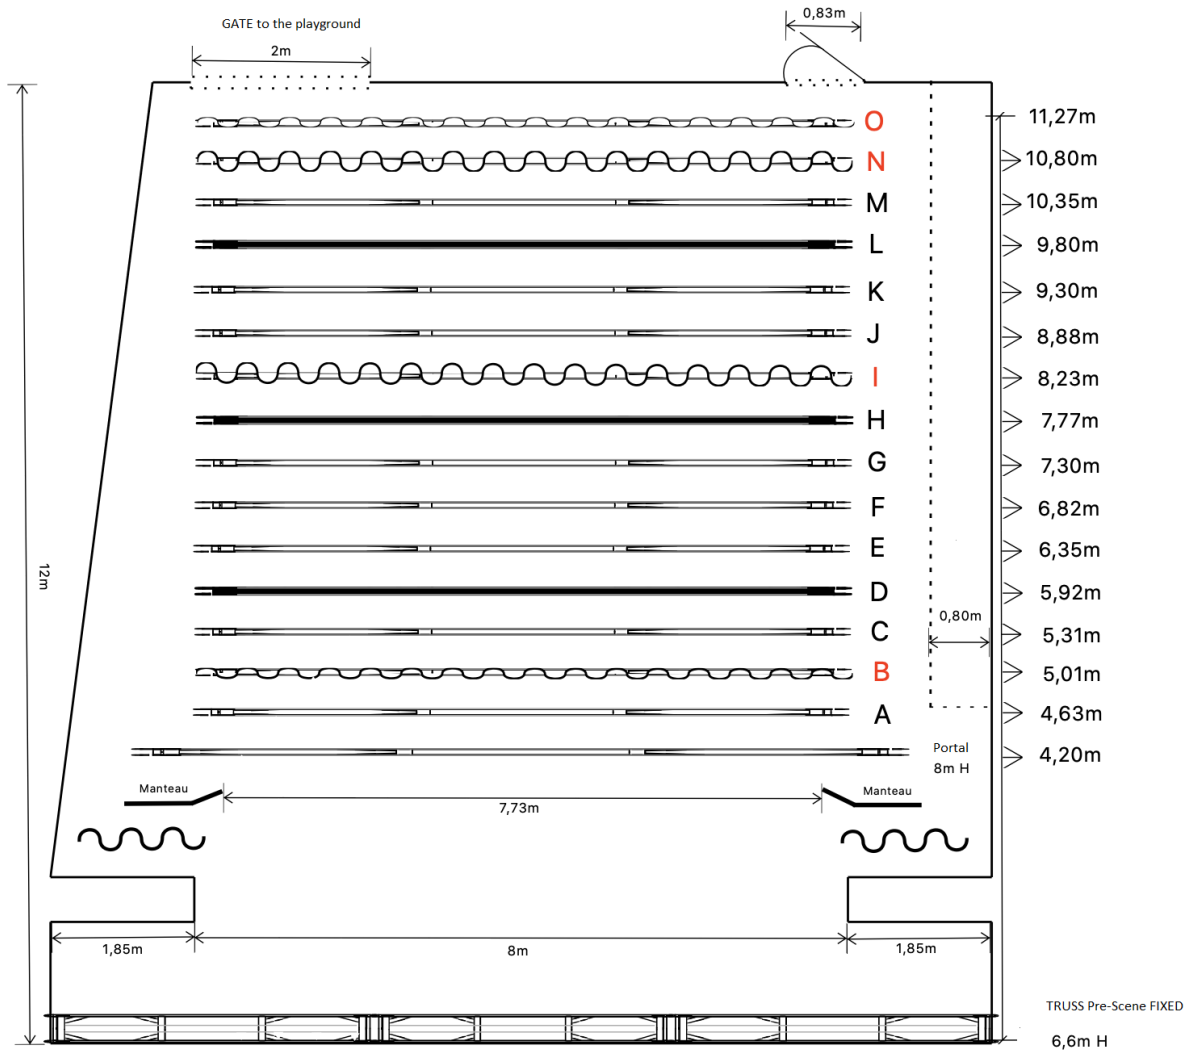 0,83m
GATE to the playground
2m
O 11,27m
N 10,80m
M 10,35m
L 9,80m
K 9,30m
J 8,88m
I 8,23m
H 7,77m
G 7,30m
F 6,82m
E 6,35m
12m
D 5,92m
0,80m
C 5,31m
B 5,01m
A 4,63m
Portal
8m H
4,20m
Manteau
Manteau
7,73m
1,85m
8m
1,85m
TRUSS Pre-Scene FIXED
6,6m H